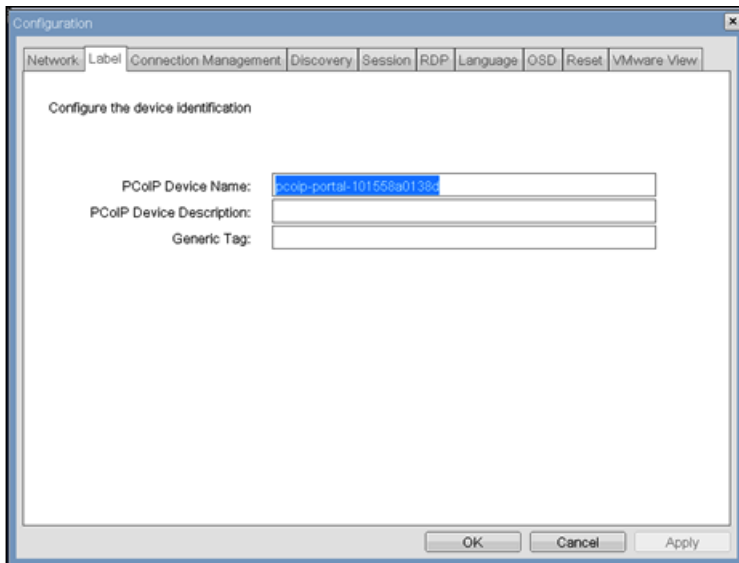 Configuration
Network Label Connection Management Discovery Session RDP Language OSD Reset VMware View
Configure the device identification
PCoIP Device Name: pcoip-portal-101558a0138d
PCoIP Device Description:
Generic Tag:
OK Cancel Apply